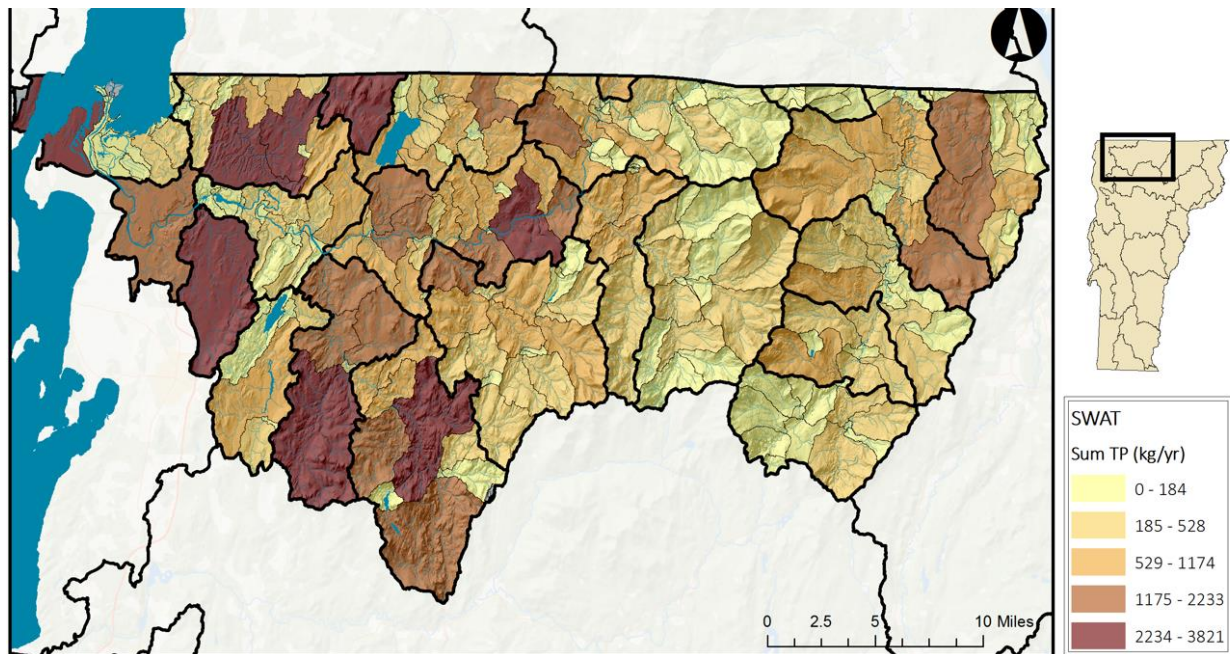 0 2.5 5 10 Miles
SWAT
Sum TP (kg/yr)
0 - 184
185 - 528
529 - 1174
1175 - 2233
2234 - 3821